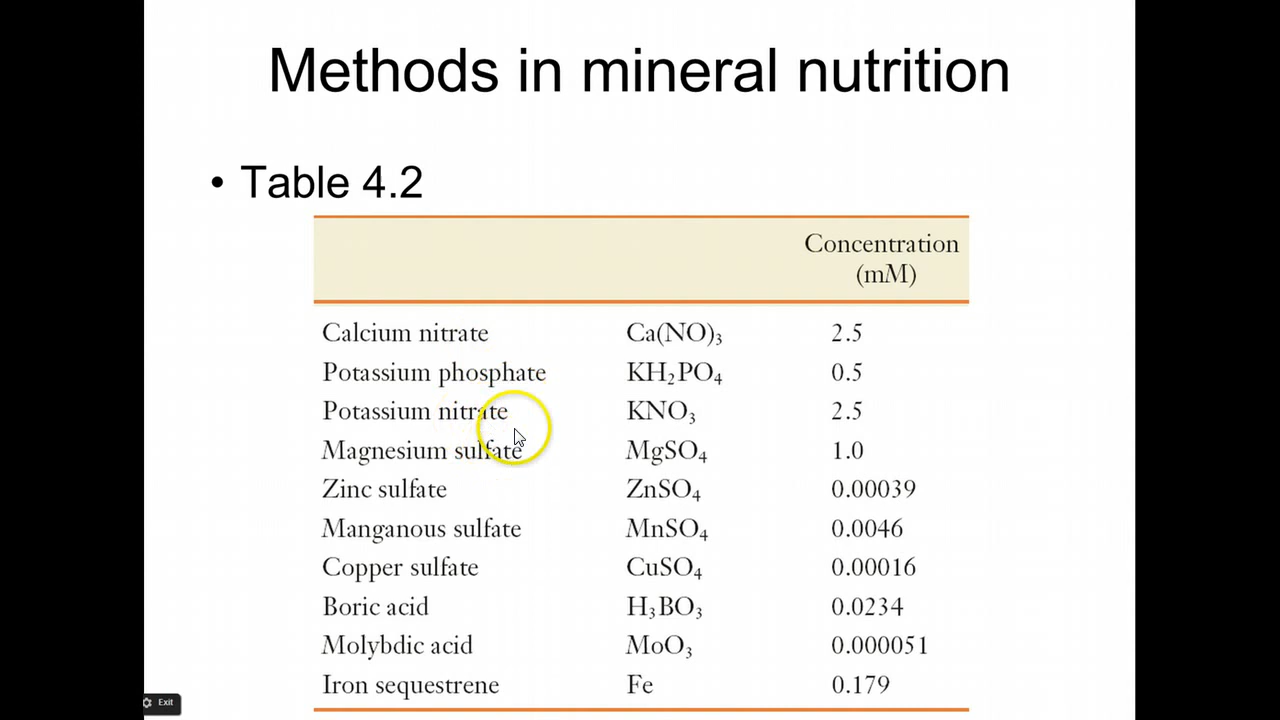 Methods in mineral nutrition
• Table 4.2
Concentration
(mM)
Calcium nitrate Ca(NO)₃ 2.5
Potassium phosphate KH₂PO₄ 0.5
Potassium nitrate KNO₃ 2.5
Magnesium sulfate MgSO₄ 1.0
Zinc sulfate ZnSO₄ 0.00039
Manganous sulfate MnSO₄ 0.0046
Copper sulfate CuSO₄ 0.00016
Boric acid H₃BO₃ 0.0234
Molybdic acid MoO₃ 0.000051
Iron sequestrene Fe 0.179
Exit